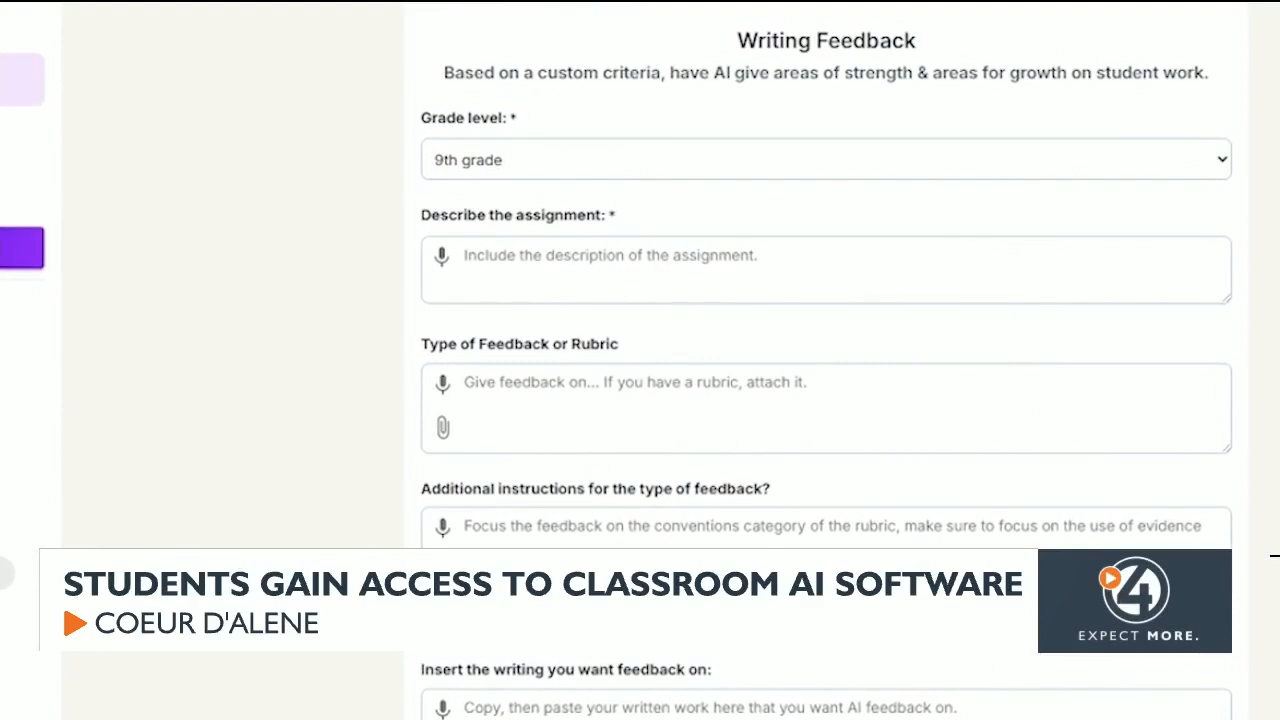 Writing Feedback
Based on a custom criteria, have AI give areas of strength & areas for growth on student work.
Grade level: *
9th grade
Describe the assignment: *
Include the description of the assignment.
Type of Feedback or Rubric
Give feedback on... If you have a rubric, attach it.
Additional instructions for the type of feedback?
Focus the feedback on the conventions category of the rubric, make sure to focus on the use of evidence
STUDENTS GAIN ACCESS TO CLASSROOM AI SOFTWARE
COEUR D'ALENE
4
EXPECT MORE.
Insert the writing you want feedback on:
Copy, then paste your written work here that you want AI feedback on.